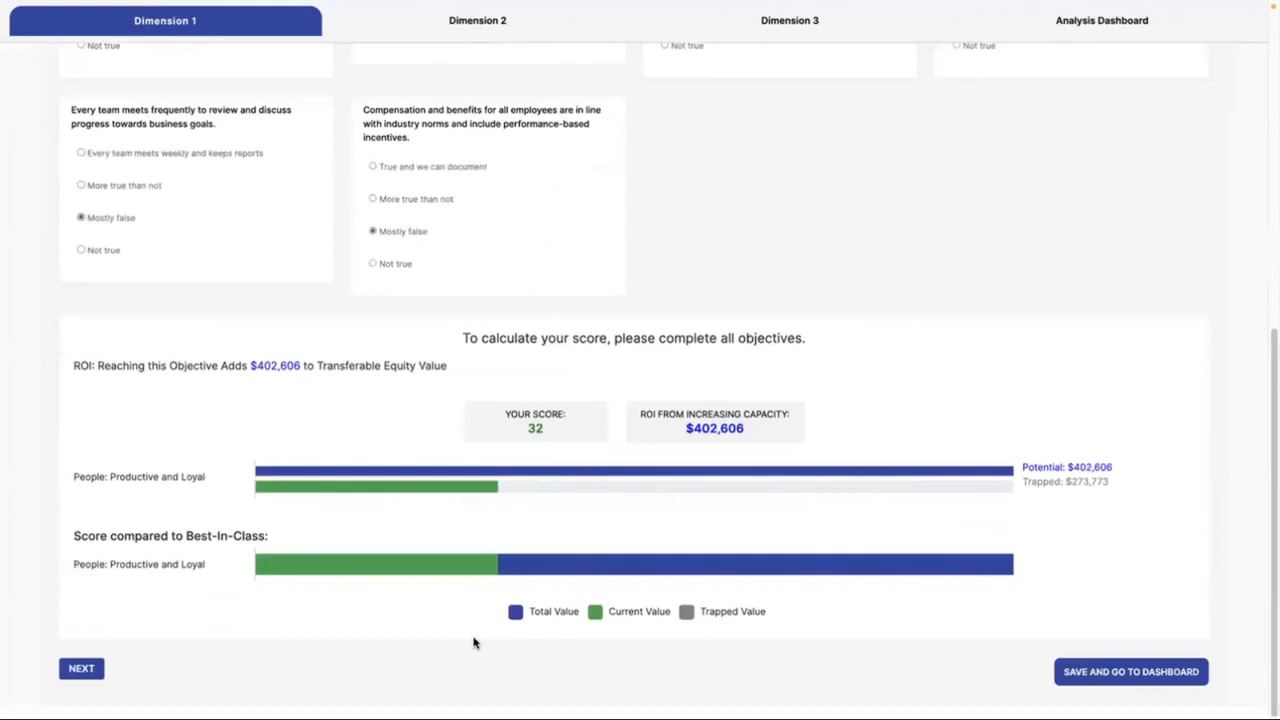 Dimension 1
Dimension 2
Dimension 3
Analysis Dashboard
Not true
Not true
Not true
Every team meets frequently to review and discuss
progress towards business goals.
Every team meets weekly and keeps reports
More true than not
Mostly false
Not true
Compensation and benefits for all employees are in line
with industry norms and include performance-based
incentives.
True and we can document
More true than not
Mostly false
Not true
To calculate your score, please complete all objectives.
ROI: Reaching this Objective Adds $402,606 to Transferable Equity Value
YOUR SCORE:
32
ROI FROM INCREASING CAPACITY:
$402,606
People: Productive and Loyal
Potential: $402,606
Trapped: $273,773
Score compared to Best-In-Class:
People: Productive and Loyal
Total Value
Current Value
Trapped Value
NEXT
SAVE AND GO TO DASHBOARD